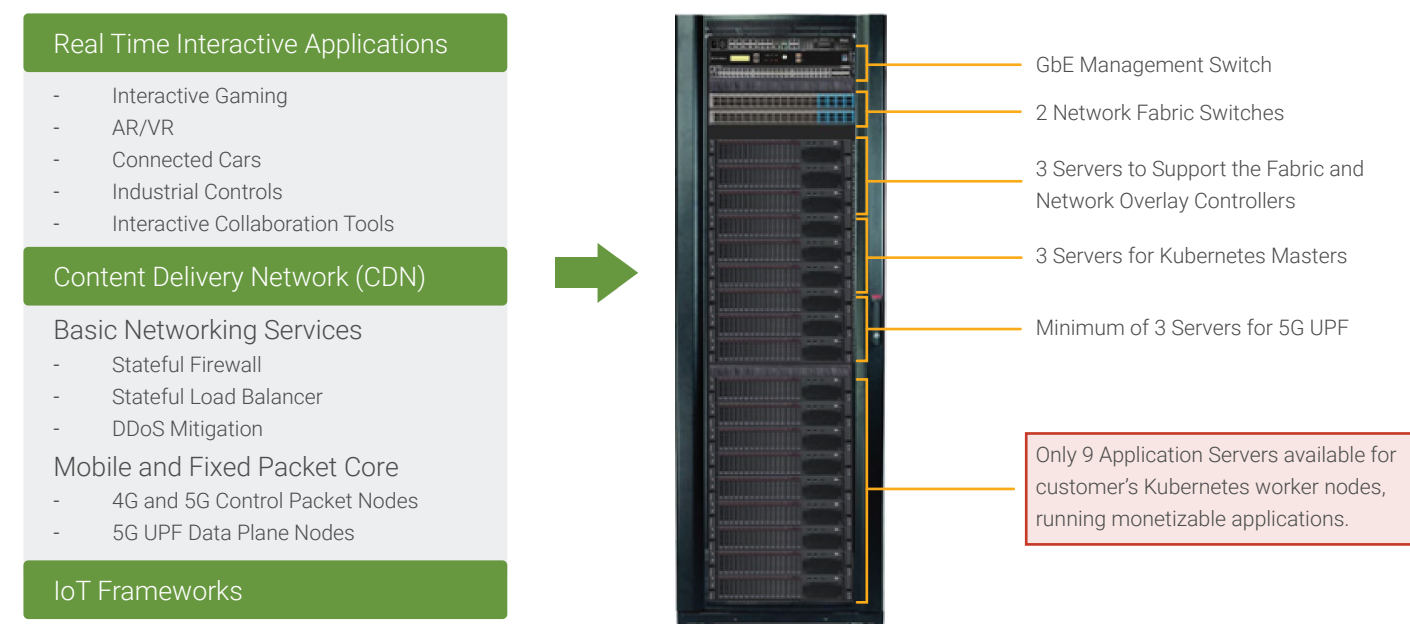 Real Time Interactive Applications
- Interactive Gaming
- AR/VR
- Connected Cars
- Industrial Controls
- Interactive Collaboration Tools
Content Delivery Network (CDN)
Basic Networking Services
- Stateful Firewall
- Stateful Load Balancer
- DDoS Mitigation
Mobile and Fixed Packet Core
- 4G and 5G Control Packet Nodes
- 5G UPF Data Plane Nodes
IoT Frameworks
GbE Management Switch
2 Network Fabric Switches
3 Servers to Support the Fabric and
Network Overlay Controllers
3 Servers for Kubernetes Masters
Minimum of 3 Servers for 5G UPF
Only 9 Application Servers available for
customer’s Kubernetes worker nodes,
running monetizable applications.